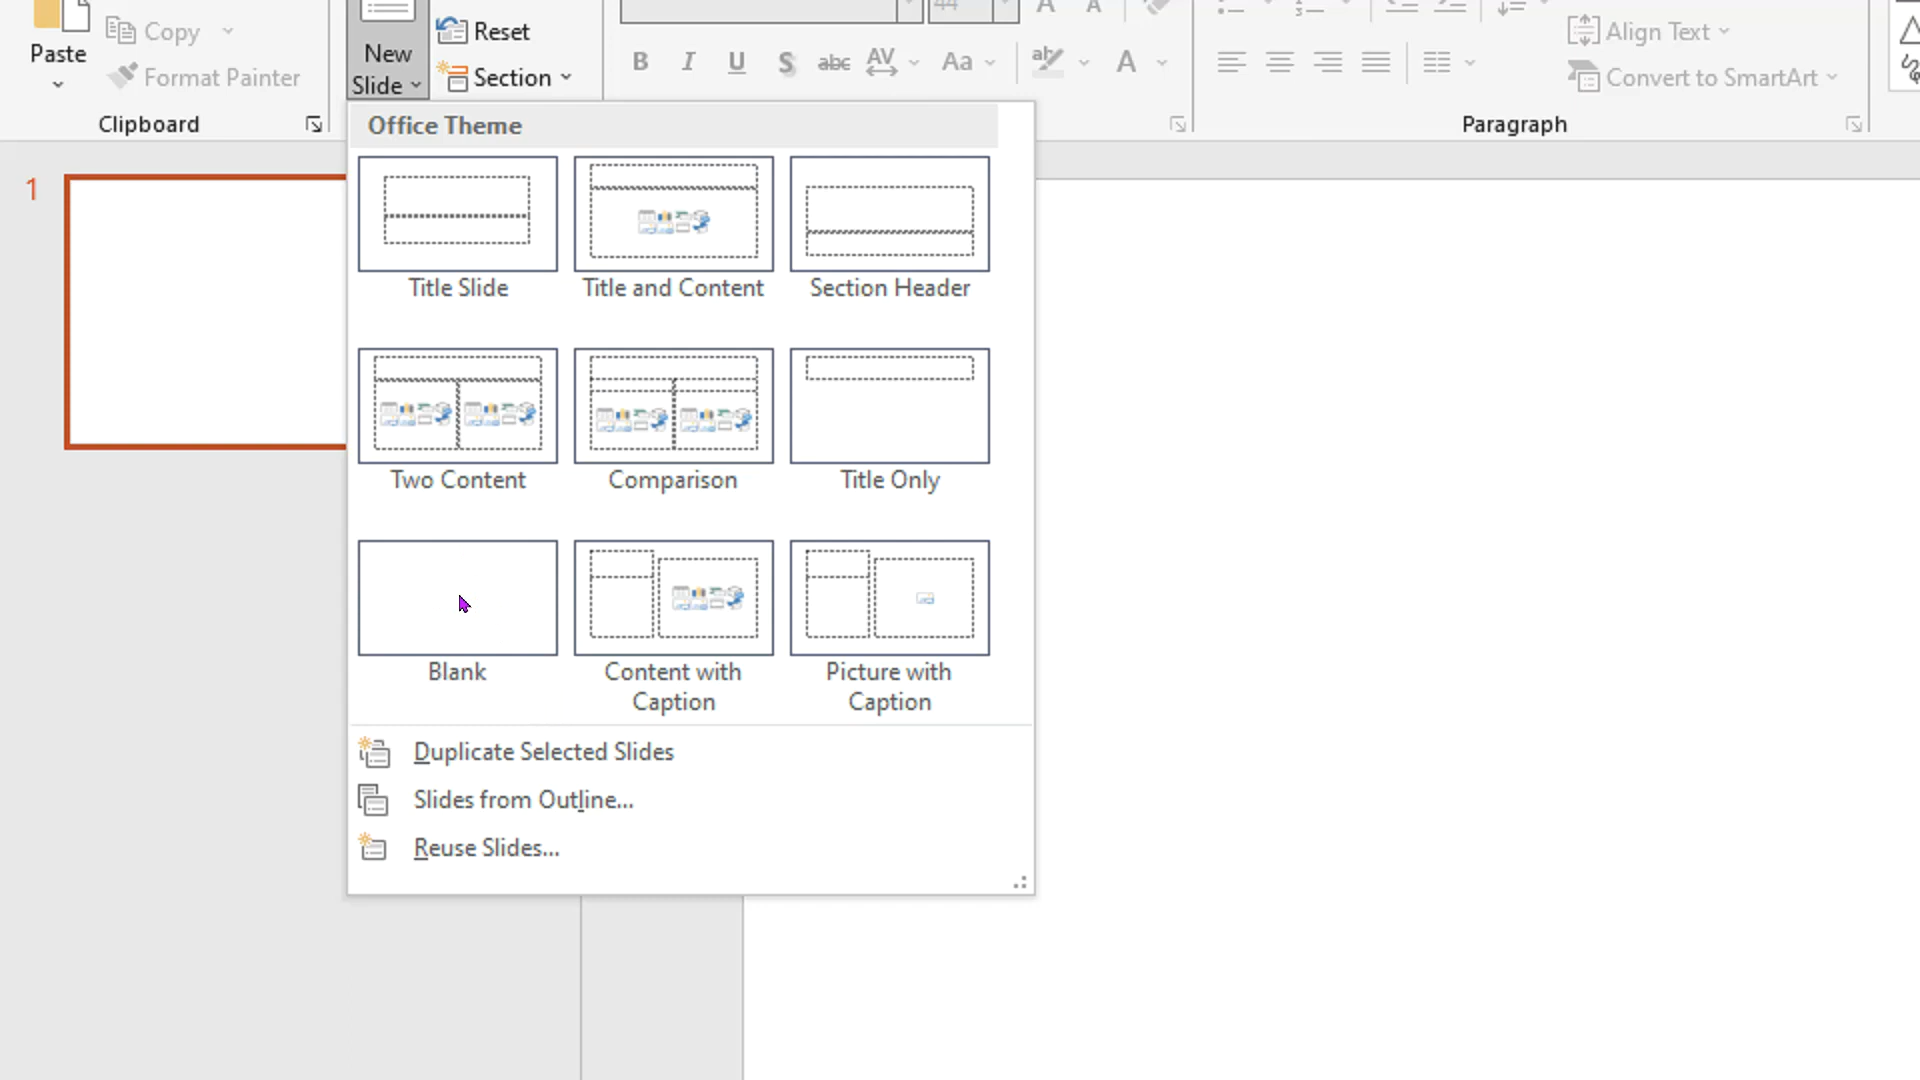 Paste
Copy
Format Painter
Clipboard
New
Slide
Reset
Section
B I U S abc AV Aa ab A
44
A A
Align Text
Convert to SmartArt
Paragraph
1
Office Theme
Title Slide
Title and Content
Section Header
Two Content
Comparison
Title Only
Blank
Content with
Caption
Picture with
Caption
Duplicate Selected Slides
Slides from Outline...
Reuse Slides...